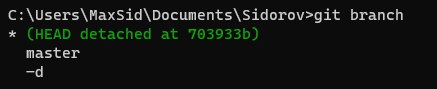 C:\Users\MaxSid\Documents\Sidorov>git branch
* (HEAD detached at 703933b)
  master
  -d